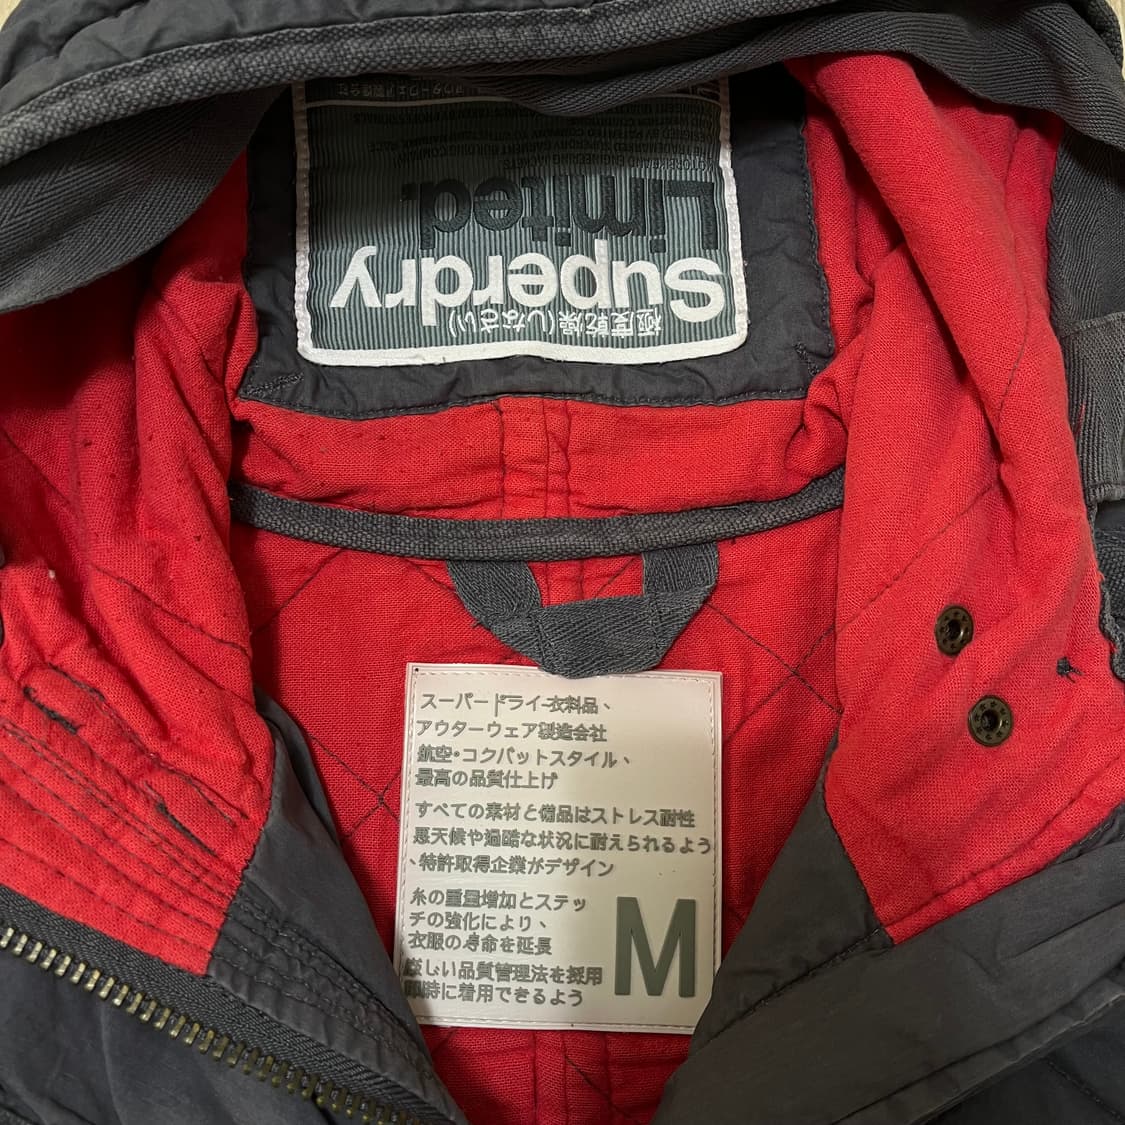 極度乾燥(しなさい)
Superdry
Limited.
スーパードライ衣料品、
アウターウェア製造会社
航空・コクパットスタイル、
最高の品質仕上げ
すべての素材と備品はストレス耐性
悪天候や過酷な状況に耐えられるよう
、特許取得企業がデザイン
糸の重量増加とステッ
チの強化により、
衣服の寿命を延長
厳しい品質管理法を採用
即時に着用できるよう
M